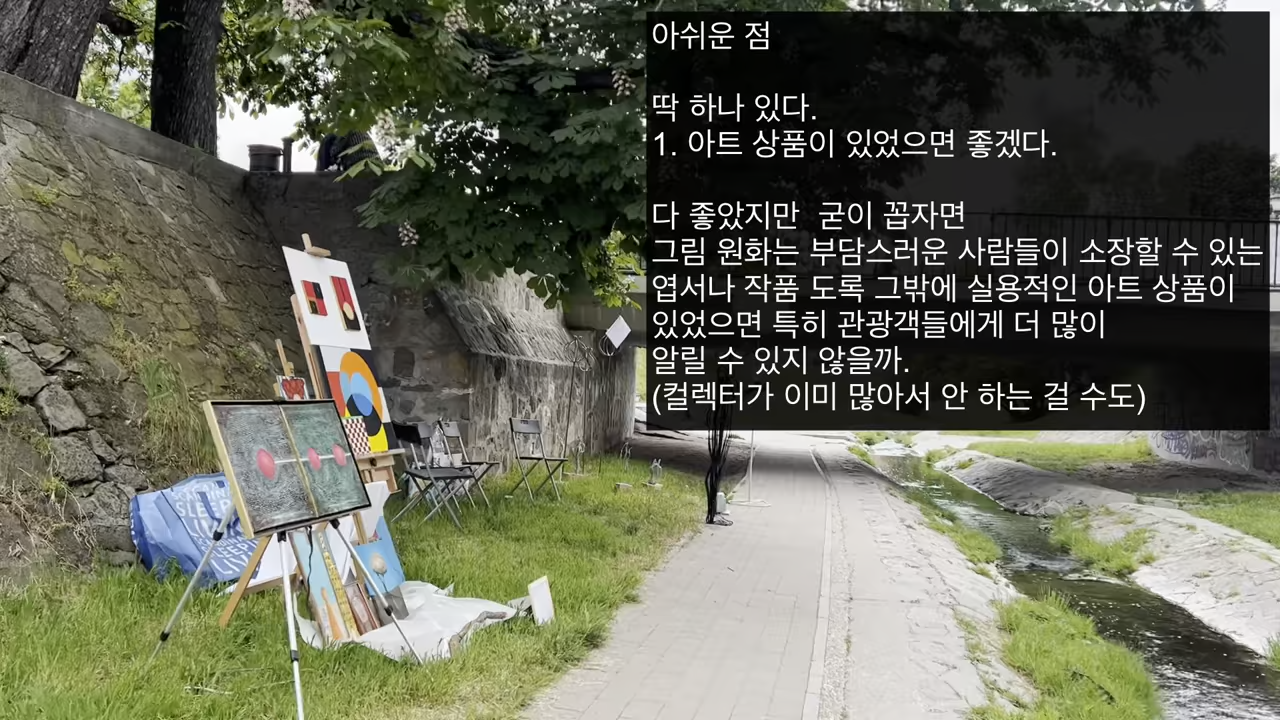 아쉬운 점
딱 하나 있다.
1. 아트 상품이 있었으면 좋겠다.
다 좋았지만  굳이 꼽자면
그림 원화는 부담스러운 사람들이 소장할 수 있는
엽서나 작품 도록 그밖에 실용적인 아트 상품이
있었으면 특히 관광객들에게 더 많이
알릴 수 있지 않을까.
(컬렉터가 이미 많아서 안 하는 걸 수도)
SLEEP
LIV
SLEEP
LIV